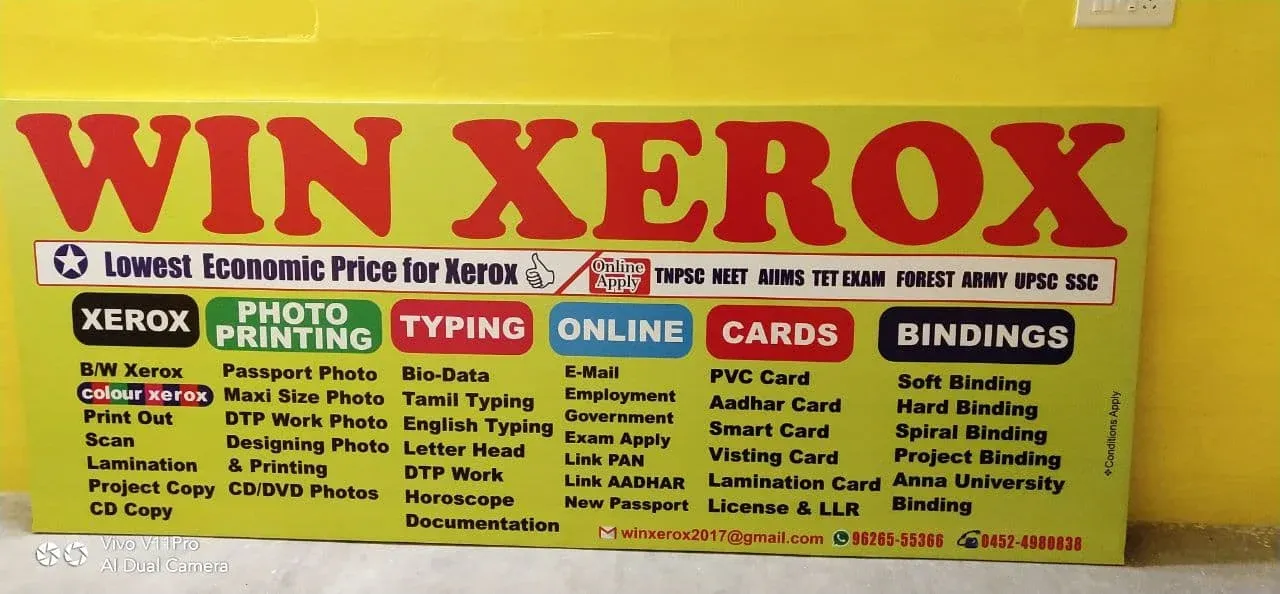 WIN XEROX
Lowest Economic Price for Xerox Online Apply TNPSC NEET AIIMS TET EXAM FOREST ARMY UPSC SSC
XEROX
B/W Xerox
colour xerox
Print Out
Scan
Lamination
Project Copy
CD Copy
PHOTO
PRINTING
Passport Photo
Maxi Size Photo
DTP Work Photo
Designing Photo
& Printing
CD/DVD Photos
TYPING
Bio-Data
Tamil Typing
English Typing
Letter Head
DTP Work
Horoscope
Documentation
ONLINE
E-Mail
Employment
Government
Exam Apply
Link PAN
Link AADHAR
New Passport
CARDS
PVC Card
Aadhar Card
Smart Card
Visting Card
Lamination Card
License & LLR
BINDINGS
Soft Binding
Hard Binding
Spiral Binding
Project Binding
Anna University
Binding
❖Conditions Apply
winxerox2017@gmail.com 96265-55366 0452-4980838
Vivo V11Pro
AI Dual Camera